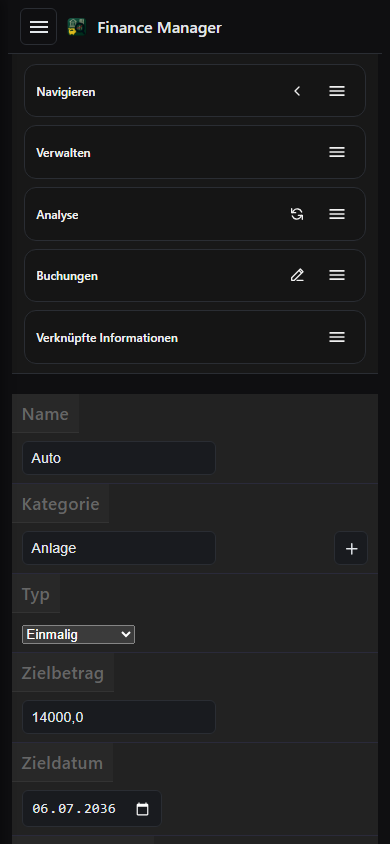 Finance Manager
Navigieren
Verwalten
Analyse
Buchungen
Verknüpfte Informationen
Name
Auto
Kategorie
Anlage
Typ
Einmalig
Zielbetrag
14000,0
Zieldatum
06.07.2036